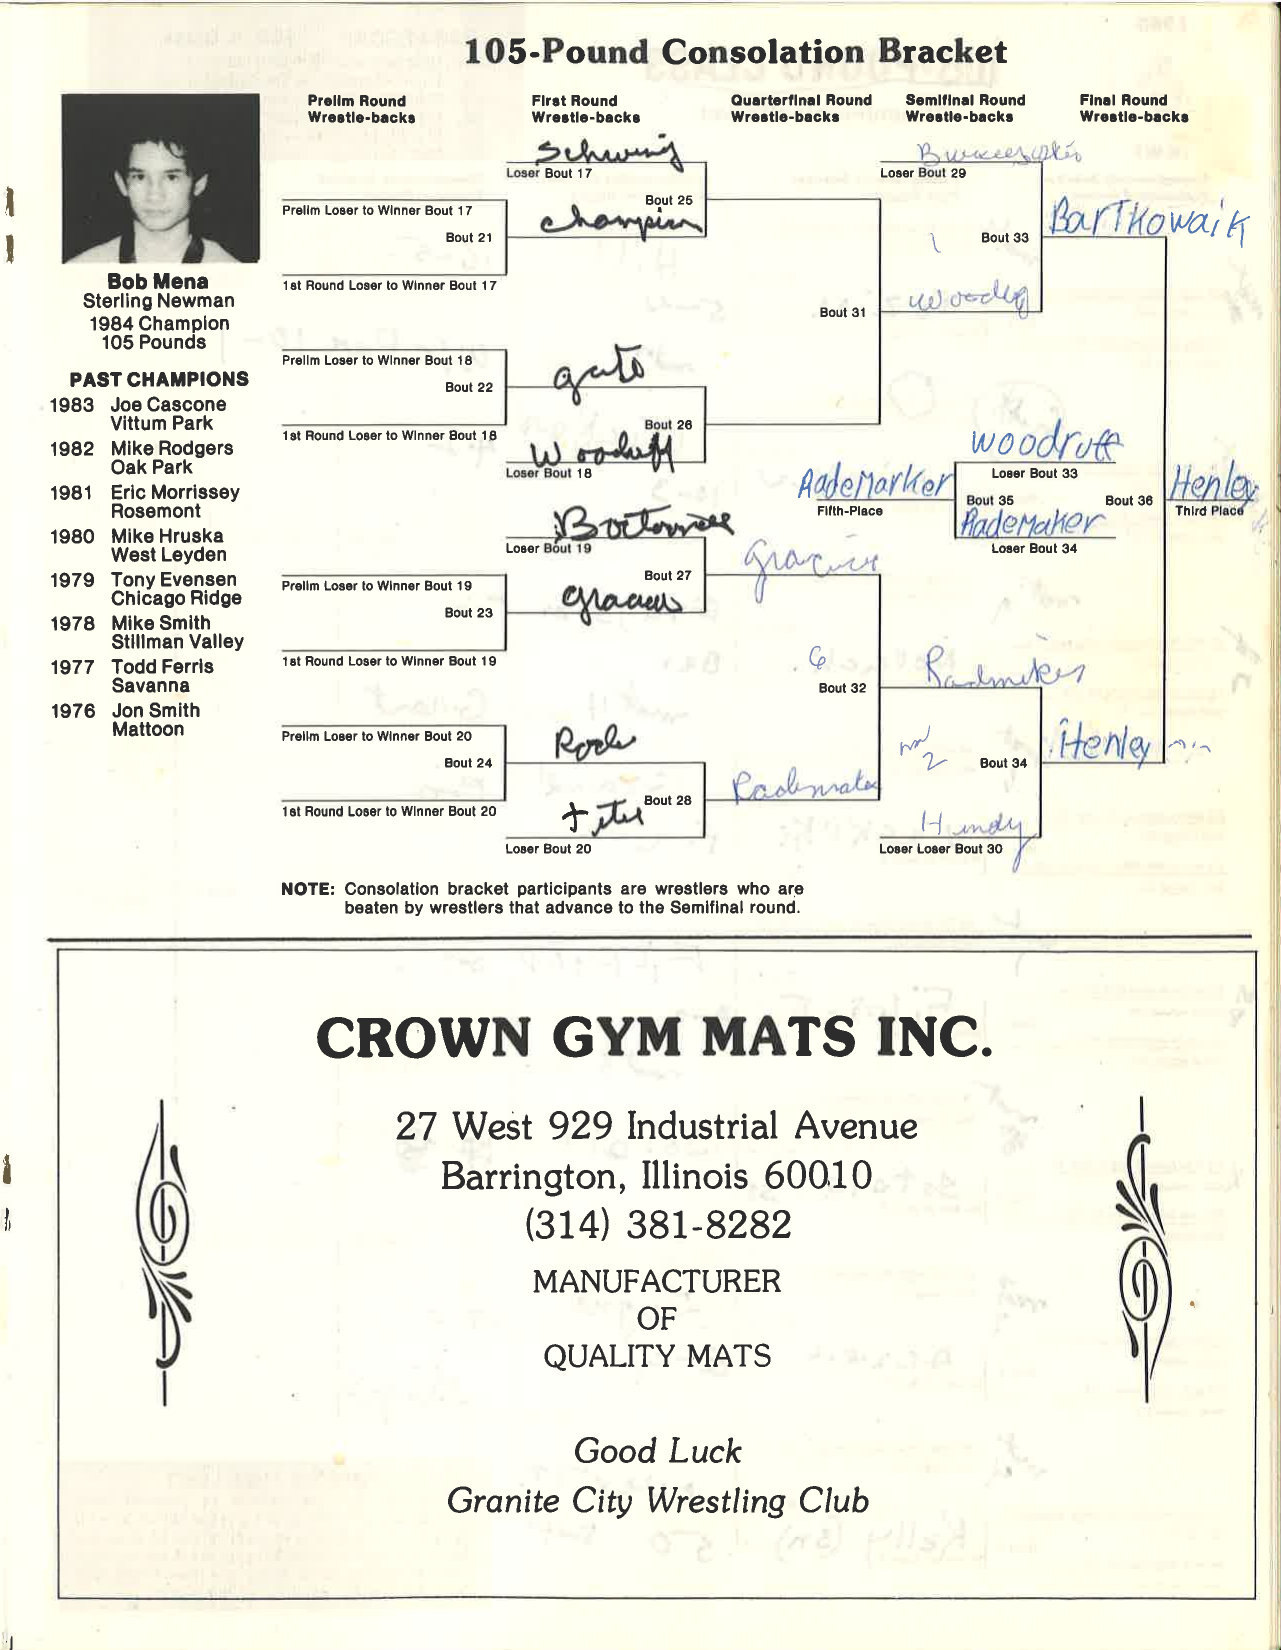 105-Pound Consolation Bracket
Prelim Round
Wrestle-backs
First Round
Wrestle-backs
Quarterfinal Round
Wrestle-backs
Semifinal Round
Wrestle-backs
Final Round
Wrestle-backs
Schwing
Loser Bout 17
Loser Bout 29
Bout 25
Prelim Loser to Winner Bout 17
champion
BarTKowaik
Bout 21
Bout 33
1st Round Loser to Winner Bout 17
Bout 31
Bob Mena
Sterling Newman
1984 Champion
105 Pounds
PAST CHAMPIONS
1983 Joe Cascone
Vittum Park
1982 Mike Rodgers
Oak Park
1981 Eric Morrissey
Rosemont
1980 Mike Hruska
West Leyden
1979 Tony Evensen
Chicago Ridge
1978 Mike Smith
Stillman Valley
1977 Todd Ferris
Savanna
1976 Jon Smith
Mattoon
Prelim Loser to Winner Bout 18
gato
Bout 22
Bout 26
1st Round Loser to Winner Bout 18
Woodruff
Loser Bout 18
woodruff
Loser Bout 33
AadeMarker
Fifth-Place
Bout 35
Bout 36
Henley
Third Place
RadeMaker
Loser Bout 34
Loser Bout 19
Bout 27
Prelim Loser to Winner Bout 19
Bout 23
1st Round Loser to Winner Bout 19
6
Bout 32
Radmiker
Prelim Loser to Winner Bout 20
Rode
Henley
Bout 24
2
Bout 34
Rademaker
Bout 28
1st Round Loser to Winner Bout 20
Loser Bout 20
Loser Loser Bout 30
NOTE: Consolation bracket participants are wrestlers who are
beaten by wrestlers that advance to the Semifinal round.
CROWN GYM MATS INC.
27 West 929 Industrial Avenue
Barrington, Illinois 60010
(314) 381-8282
MANUFACTURER
OF
QUALITY MATS
Good Luck
Granite City Wrestling Club